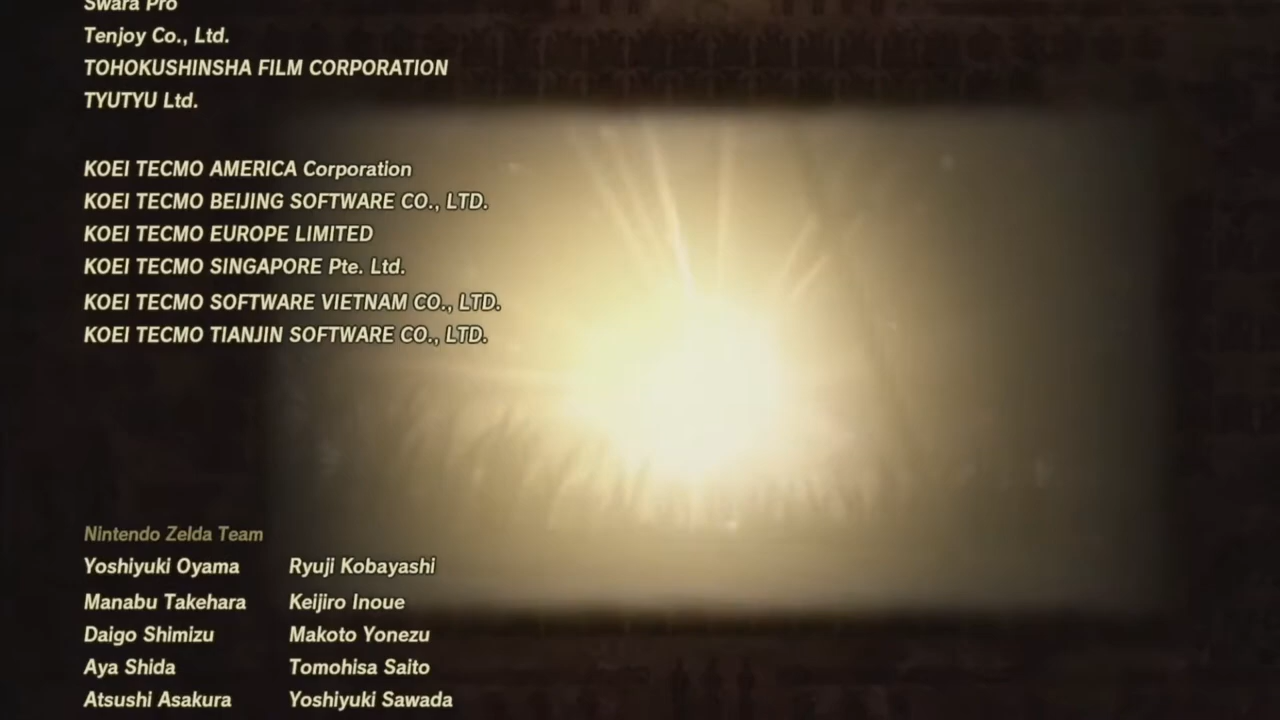 Swara Pro
Tenjoy Co., Ltd.
TOHOKUSHINSHA FILM CORPORATION
TYUTYU Ltd.
KOEI TECMO AMERICA Corporation
KOEI TECMO BEIJING SOFTWARE CO., LTD.
KOEI TECMO EUROPE LIMITED
KOEI TECMO SINGAPORE Pte. Ltd.
KOEI TECMO SOFTWARE VIETNAM CO., LTD.
KOEI TECMO TIANJIN SOFTWARE CO., LTD.
Nintendo Zelda Team
Yoshiyuki Oyama Ryuji Kobayashi
Manabu Takehara Keijiro Inoue
Daigo Shimizu Makoto Yonezu
Aya Shida Tomohisa Saito
Atsushi Asakura Yoshiyuki Sawada